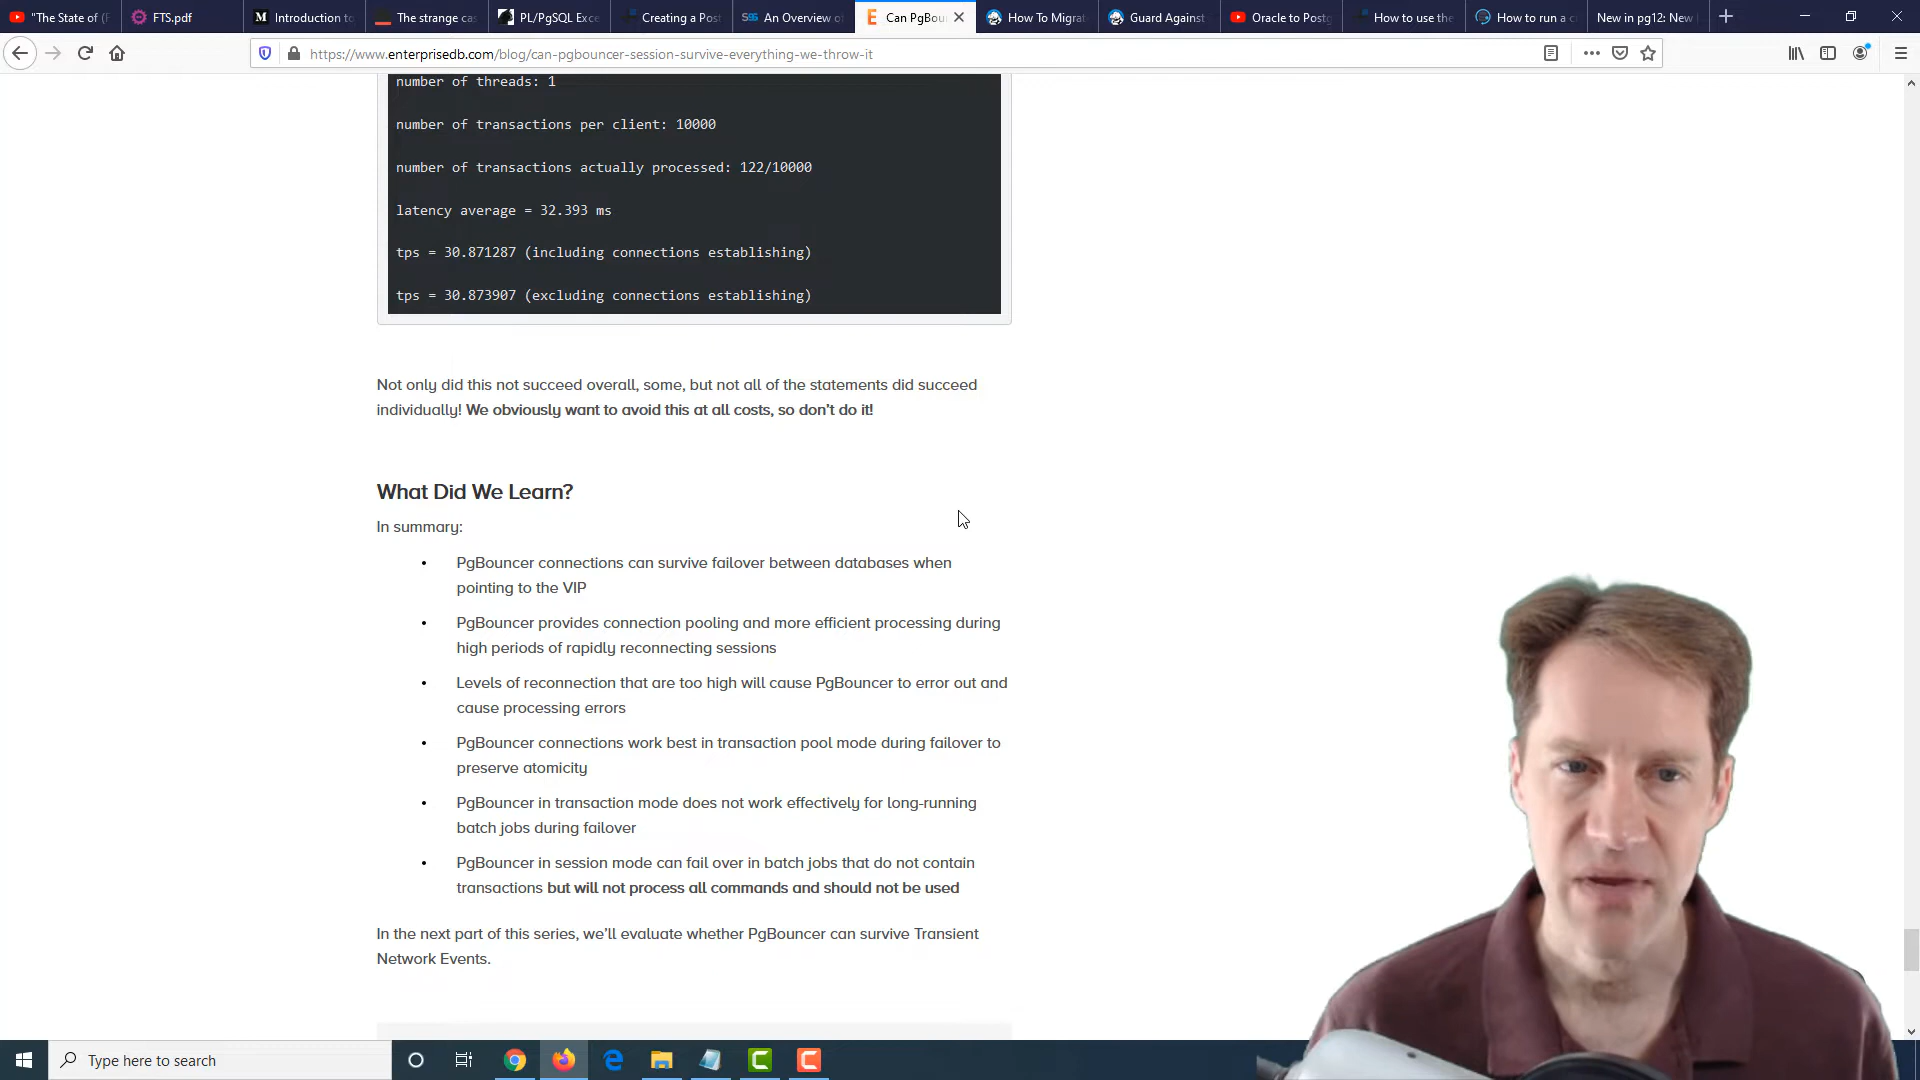 "The State of (P
FTS.pdf
Introduction to
The strange cas
PL/PgSQL Exce
Creating a Post
An Overview of
Can PgBoun
How To Migrat
Guard Against
Oracle to Postg
How to use the
How to run a c
New in pg12: New
https://www.enterprisedb.com/blog/can-pgbouncer-session-survive-everything-we-throw-it
number of threads: 1
number of transactions per client: 10000
number of transactions actually processed: 122/10000
latency average = 32.393 ms
tps = 30.871287 (including connections establishing)
tps = 30.873907 (excluding connections establishing)
Not only did this not succeed overall, some, but not all of the statements did succeed
individually! We obviously want to avoid this at all costs, so don't do it!
What Did We Learn?
In summary:
• PgBouncer connections can survive failover between databases when
pointing to the VIP
• PgBouncer provides connection pooling and more efficient processing during
high periods of rapidly reconnecting sessions
• Levels of reconnection that are too high will cause PgBouncer to error out and
cause processing errors
• PgBouncer connections work best in transaction pool mode during failover to
preserve atomicity
• PgBouncer in transaction mode does not work effectively for long-running
batch jobs during failover
• PgBouncer in session mode can fail over in batch jobs that do not contain
transactions but will not process all commands and should not be used
In the next part of this series, we'll evaluate whether PgBouncer can survive Transient
Network Events.
Type here to search